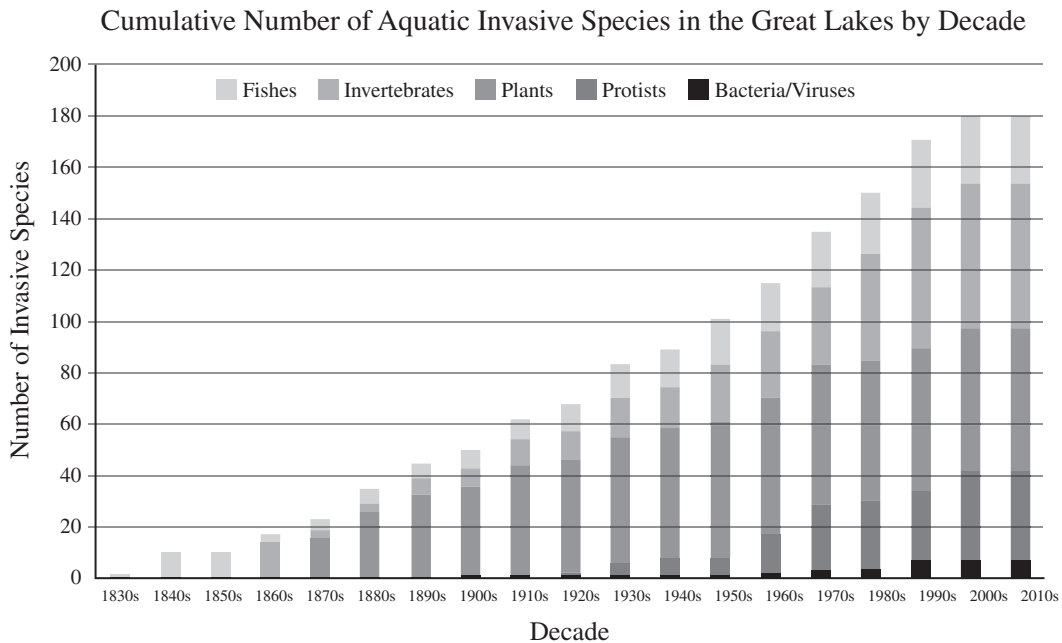 Cumulative Number of Aquatic Invasive Species in the Great Lakes by Decade
200
Fishes Invertebrates Plants Protists Bacteria/Viruses
180
160
140
120
100
80
60
40
20
0
Number of Invasive Species
1830s 1840s 1850s 1860s 1870s 1880s 1890s 1900s 1910s 1920s 1930s 1940s 1950s 1960s 1970s 1980s 1990s 2000s 2010s
Decade